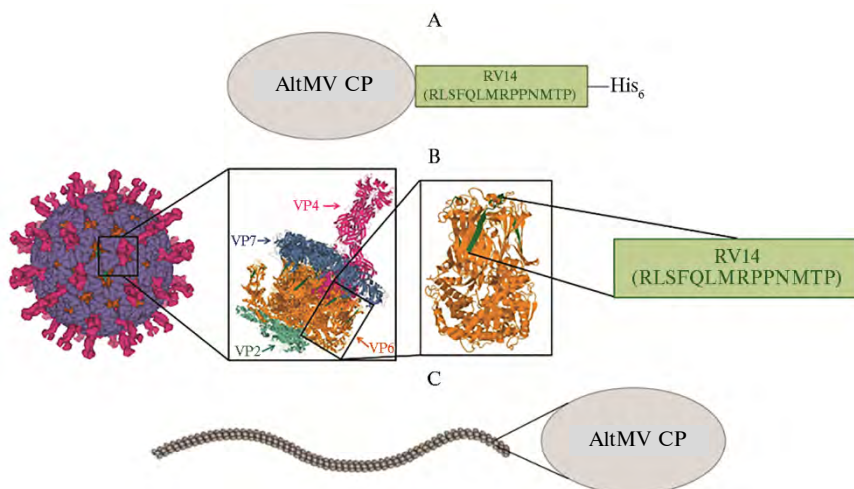 A
AltMV CP
RV14
(RLSFQLMRPPNMTP)
His6
B
VP4
VP7
VP2
VP6
RV14
(RLSFQLMRPPNMTP)
C
AltMV CP